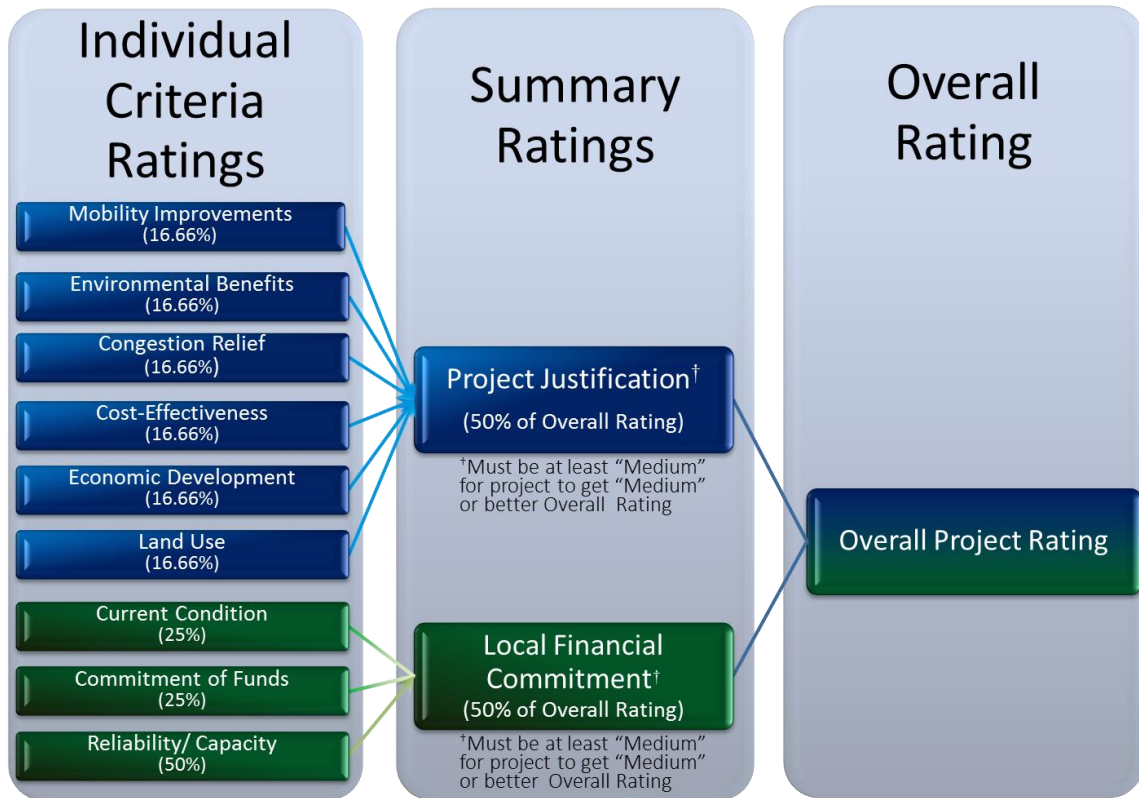 Individual
Criteria
Ratings
Mobility Improvements
(16.66%)
Environmental Benefits
(16.66%)
Congestion Relief
(16.66%)
Cost-Effectiveness
(16.66%)
Economic Development
(16.66%)
Land Use
(16.66%)
Current Condition
(25%)
Commitment of Funds
(25%)
Reliability/ Capacity
(50%)
Summary
Ratings
Project Justification†
(50% of Overall Rating)
†Must be at least “Medium”
for project to get “Medium”
or better Overall Rating
Local Financial
Commitment†
(50% of Overall Rating)
†Must be at least “Medium”
for project to get “Medium”
or better Overall Rating
Overall
Rating
Overall Project Rating